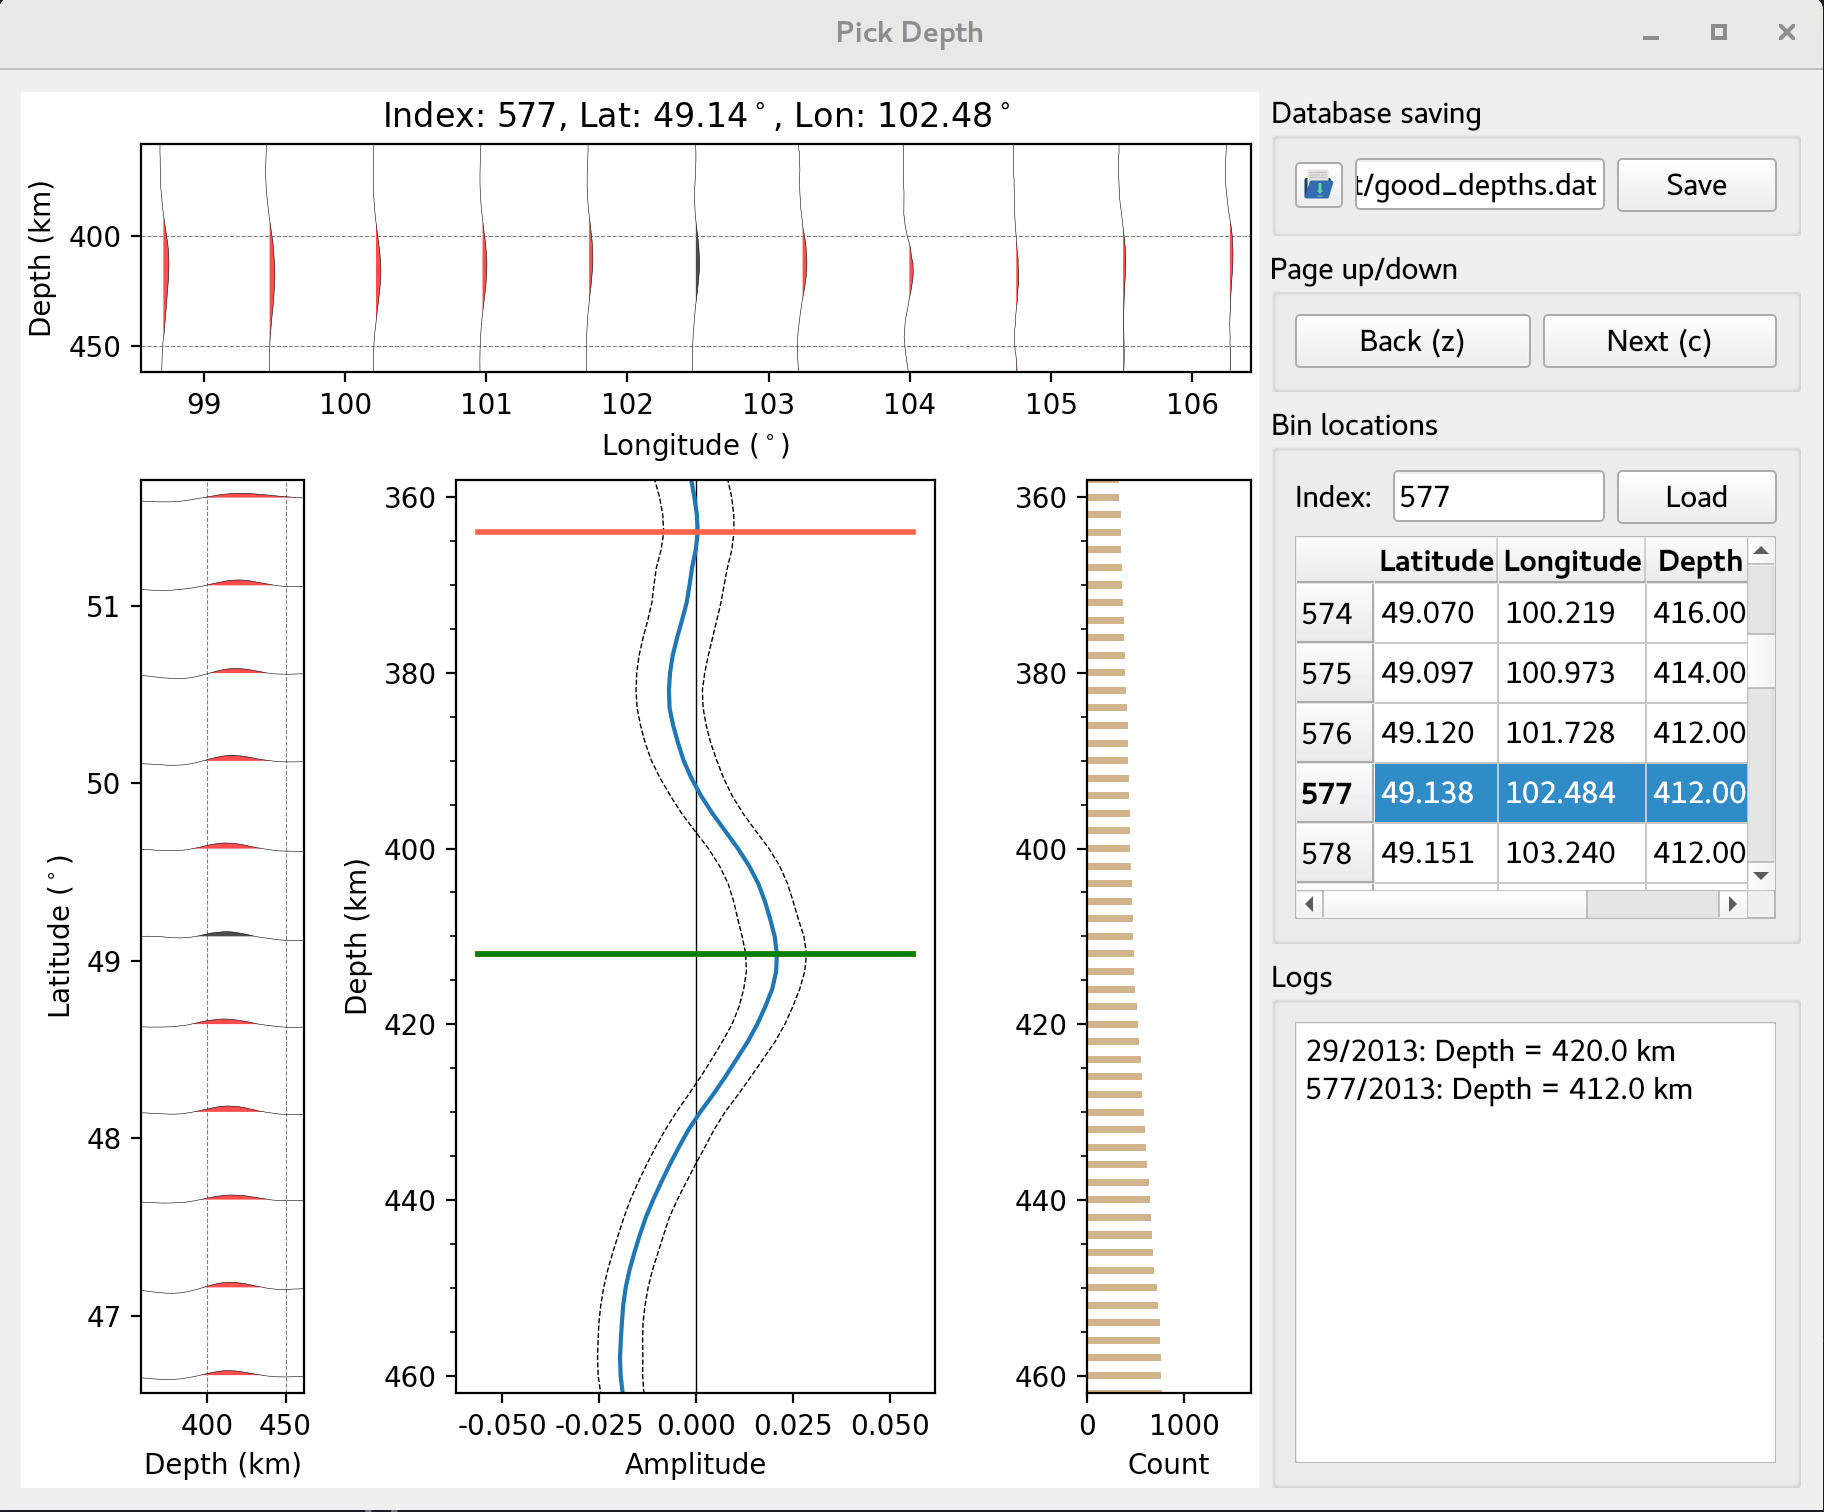 Pick Depth
Index: 577, Lat: 49.14°, Lon: 102.48°
Depth (km)
400
450
99 100 101 102 103 104 105 106
Longitude (°)
Latitude (°)
51
50
49
48
47
400 450
Depth (km)
Depth (km)
360
380
400
420
440
460
-0.050 -0.025 0.000 0.025 0.050
Amplitude
360
380
400
420
440
460
0 1000
Count
Database saving
t/good_depths.dat Save
Page up/down
Back (z) Next (c)
Bin locations
Index: 577 Load
Latitude Longitude Depth
574 49.070 100.219 416.00
575 49.097 100.973 414.00
576 49.120 101.728 412.00
577 49.138 102.484 412.00
578 49.151 103.240 412.00
Logs
29/2013: Depth = 420.0 km
577/2013: Depth = 412.0 km